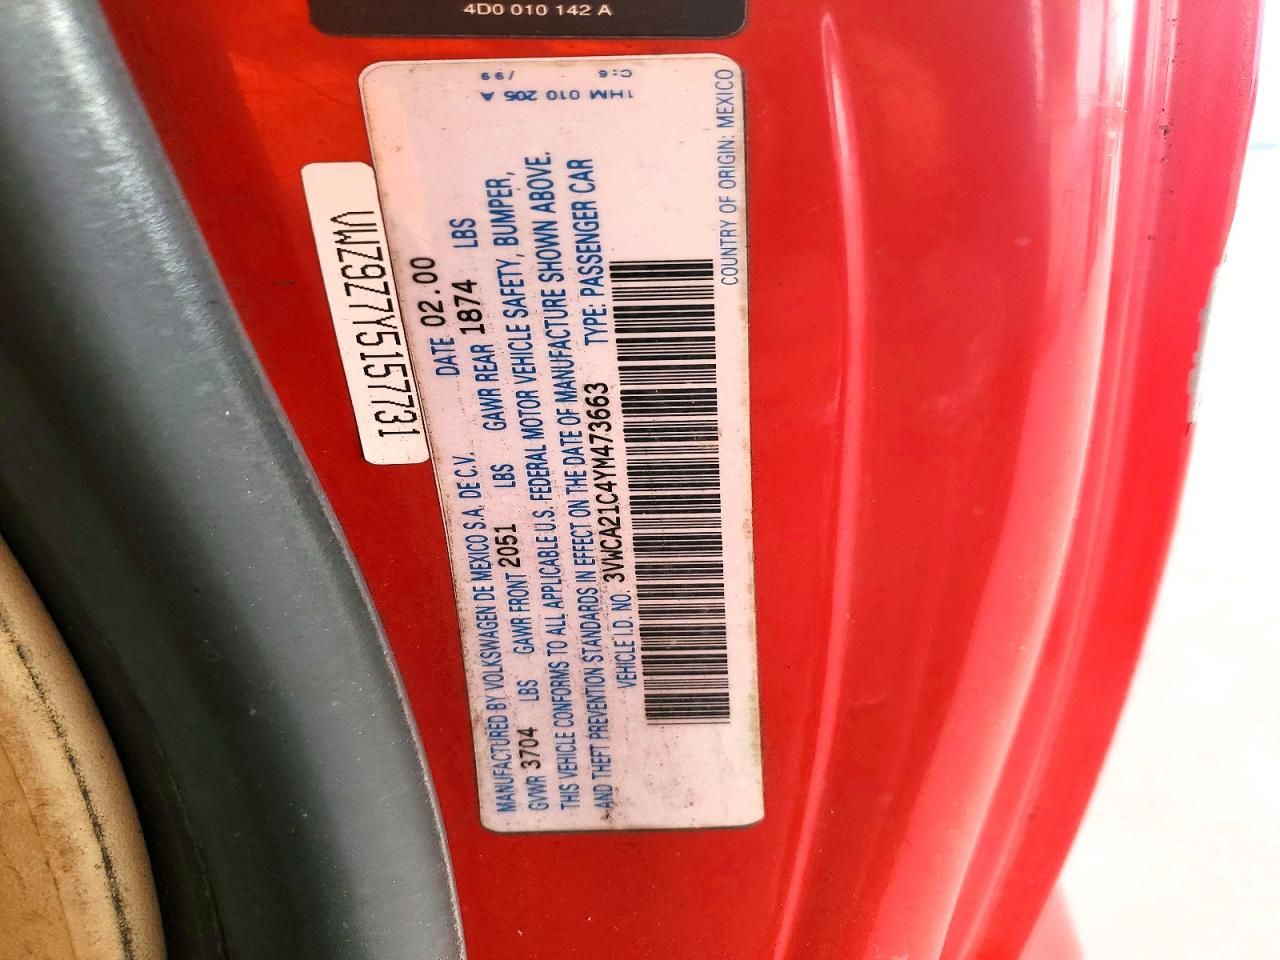 4D0 010 142 A
1HM 010 205 A
C:6 /99
WVWZ9Z7Y5157731
MANUFACTURED BY VOLKSWAGEN DE MEXICO S.A. DE C.V. DATE 02.00
GVWR 3704 LBS GAWR FRONT 2051 LBS GAWR REAR 1874 LBS
THIS VEHICLE CONFORMS TO ALL APPLICABLE U.S. FEDERAL MOTOR VEHICLE SAFETY, BUMPER,
AND THEFT PREVENTION STANDARDS IN EFFECT ON THE DATE OF MANUFACTURE SHOWN ABOVE.
VEHICLE I.D. NO. 3VWCA21C4YM473663 TYPE: PASSENGER CAR
COUNTRY OF ORIGIN: MEXICO